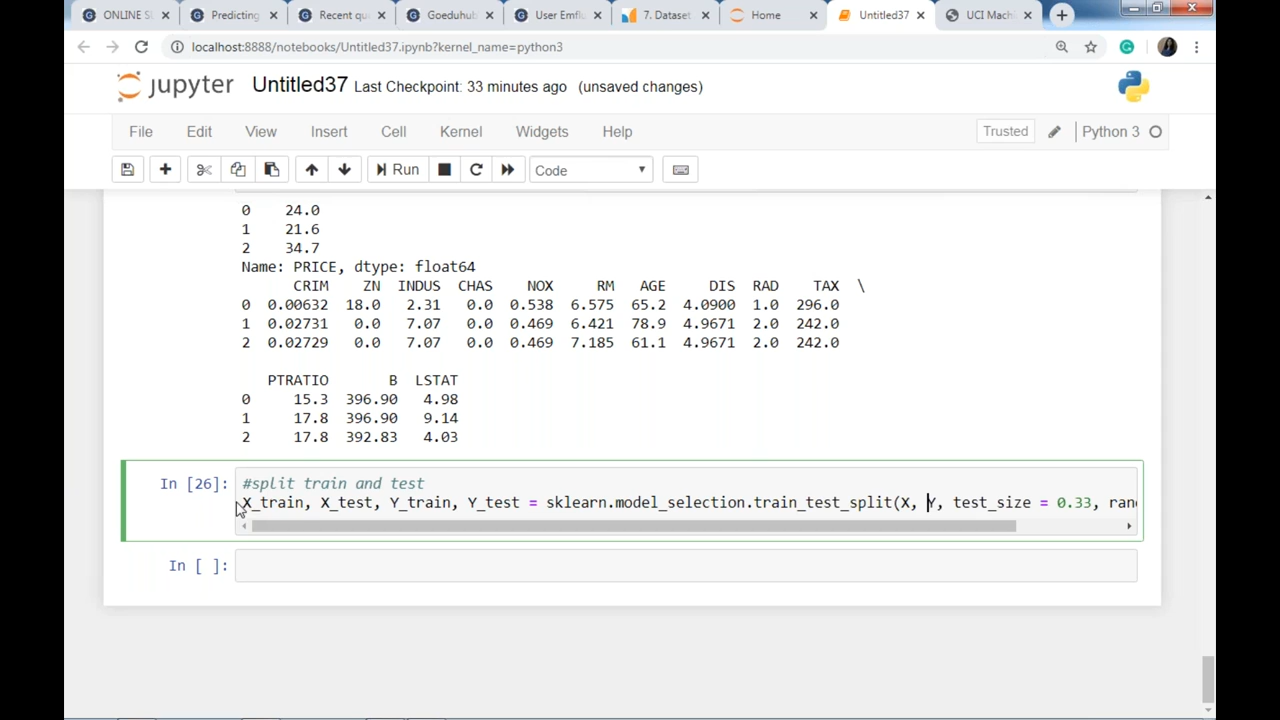 ONLINE SU
Predicting
Recent qu
Goeduhub
User Emflu
7. Dataset
Home
Untitled37
UCI Machi
localhost:8888/notebooks/Untitled37.ipynb?kernel_name=python3
jupyter Untitled37 Last Checkpoint: 33 minutes ago (unsaved changes)
File Edit View Insert Cell Kernel Widgets Help Trusted Python 3
Run Code
0 24.0
1 21.6
2 34.7
Name: PRICE, dtype: float64
CRIM ZN INDUS CHAS NOX RM AGE DIS RAD TAX \
0 0.00632 18.0 2.31 0.0 0.538 6.575 65.2 4.0900 1.0 296.0
1 0.02731 0.0 7.07 0.0 0.469 6.421 78.9 4.9671 2.0 242.0
2 0.02729 0.0 7.07 0.0 0.469 7.185 61.1 4.9671 2.0 242.0
PTRATIO B LSTAT
0 15.3 396.90 4.98
1 17.8 396.90 9.14
2 17.8 392.83 4.03
In [26]: #split train and test
X_train, X_test, Y_train, Y_test = sklearn.model_selection.train_test_split(X, Y, test_size = 0.33, ran
In [ ]: